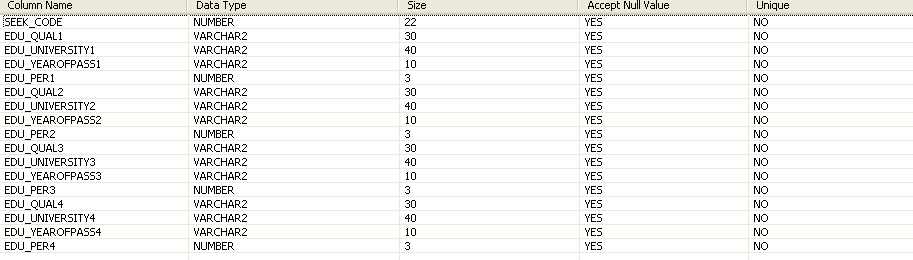 Column Name Data Type Size Accept Null Value Unique
SEEK_CODE NUMBER 22 YES NO
EDU_QUAL1 VARCHAR2 30 YES NO
EDU_UNIVERSITY1 VARCHAR2 40 YES NO
EDU_YEAROFPASS1 VARCHAR2 10 YES NO
EDU_PER1 NUMBER 3 YES NO
EDU_QUAL2 VARCHAR2 30 YES NO
EDU_UNIVERSITY2 VARCHAR2 40 YES NO
EDU_YEAROFPASS2 VARCHAR2 10 YES NO
EDU_PER2 NUMBER 3 YES NO
EDU_QUAL3 VARCHAR2 30 YES NO
EDU_UNIVERSITY3 VARCHAR2 40 YES NO
EDU_YEAROFPASS3 VARCHAR2 10 YES NO
EDU_PER3 NUMBER 3 YES NO
EDU_QUAL4 VARCHAR2 30 YES NO
EDU_UNIVERSITY4 VARCHAR2 40 YES NO
EDU_YEAROFPASS4 VARCHAR2 10 YES NO
EDU_PER4 NUMBER 3 YES NO